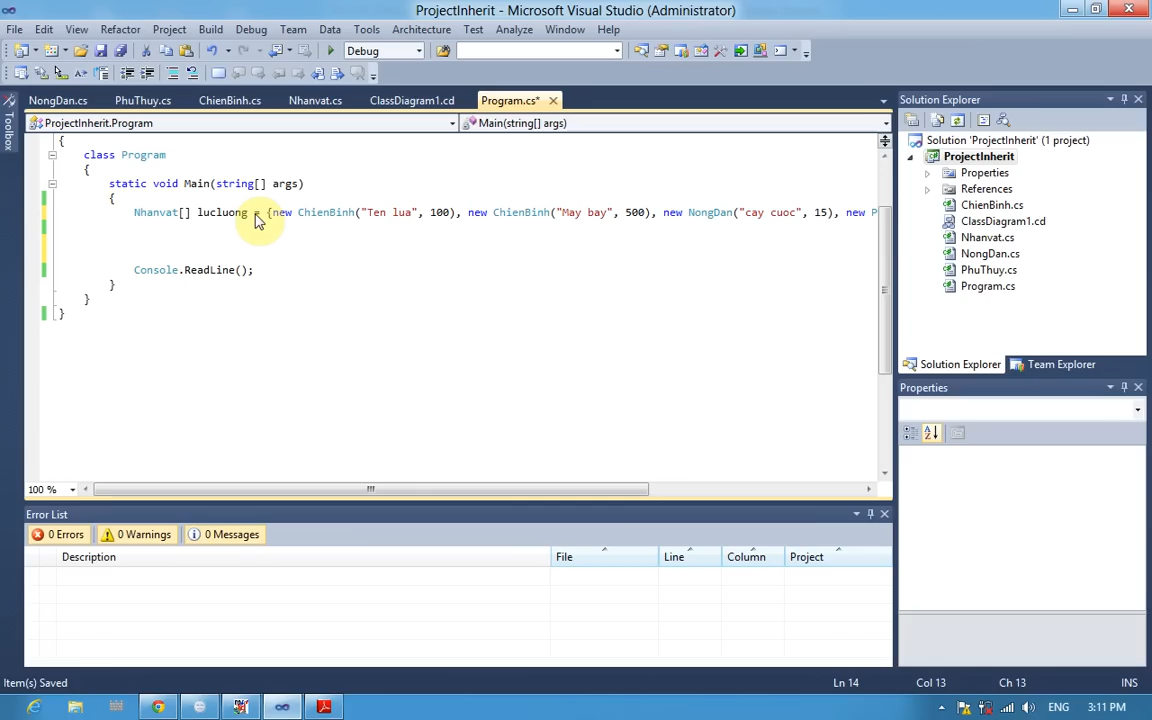 ProjectInherit - Microsoft Visual Studio (Administrator)
File Edit View Refactor Project Build Debug Team Data Tools Architecture Test Analyze Window Help
Debug
NongDan.cs PhuThuy.cs ChienBinh.cs Nhanvat.cs ClassDiagram1.cd Program.cs*
Toolbox
ProjectInherit.Program Main(string[] args)
{
class Program
{
static void Main(string[] args)
{
Nhanvat[] lucluong = {new ChienBinh("Ten lua", 100), new ChienBinh("May bay", 500), new NongDan("cay cuoc", 15), new P
Console.ReadLine();
}
}
}
100 %
Solution Explorer
Solution 'ProjectInherit' (1 project)
ProjectInherit
Properties
References
ChienBinh.cs
ClassDiagram1.cd
Nhanvat.cs
NongDan.cs
PhuThuy.cs
Program.cs
Solution Explorer Team Explorer
Properties
Error List
0 Errors 0 Warnings 0 Messages
Description File Line Column Project
Item(s) Saved Ln 14 Col 13 Ch 13 INS
ENG 3:11 PM